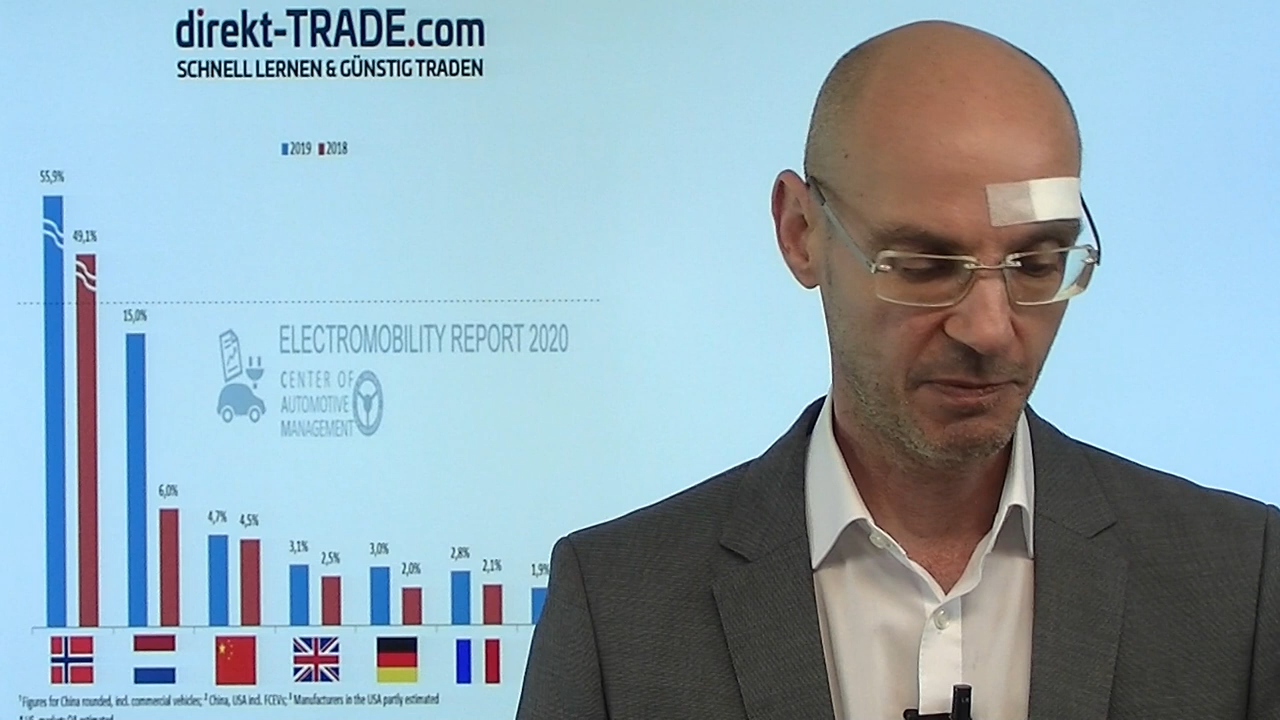 direkt-TRADE.com
SCHNELL LERNEN & GÜNSTIG TRADEN
2019 2018
55,9%
49,1%
15,0%
ELECTROMOBILITY REPORT 2020
CENTER OF
AUTOMOTIVE
MANAGEMENT
6,0%
4,7% 4,5%
3,1% 2,5% 3,0% 2,0% 2,8% 2,1% 1,9%
1 Figures for China rounded, incl. commercial vehicles; 2 China, USA incl. FCEVs; 3 Manufacturers in the USA partly estimated